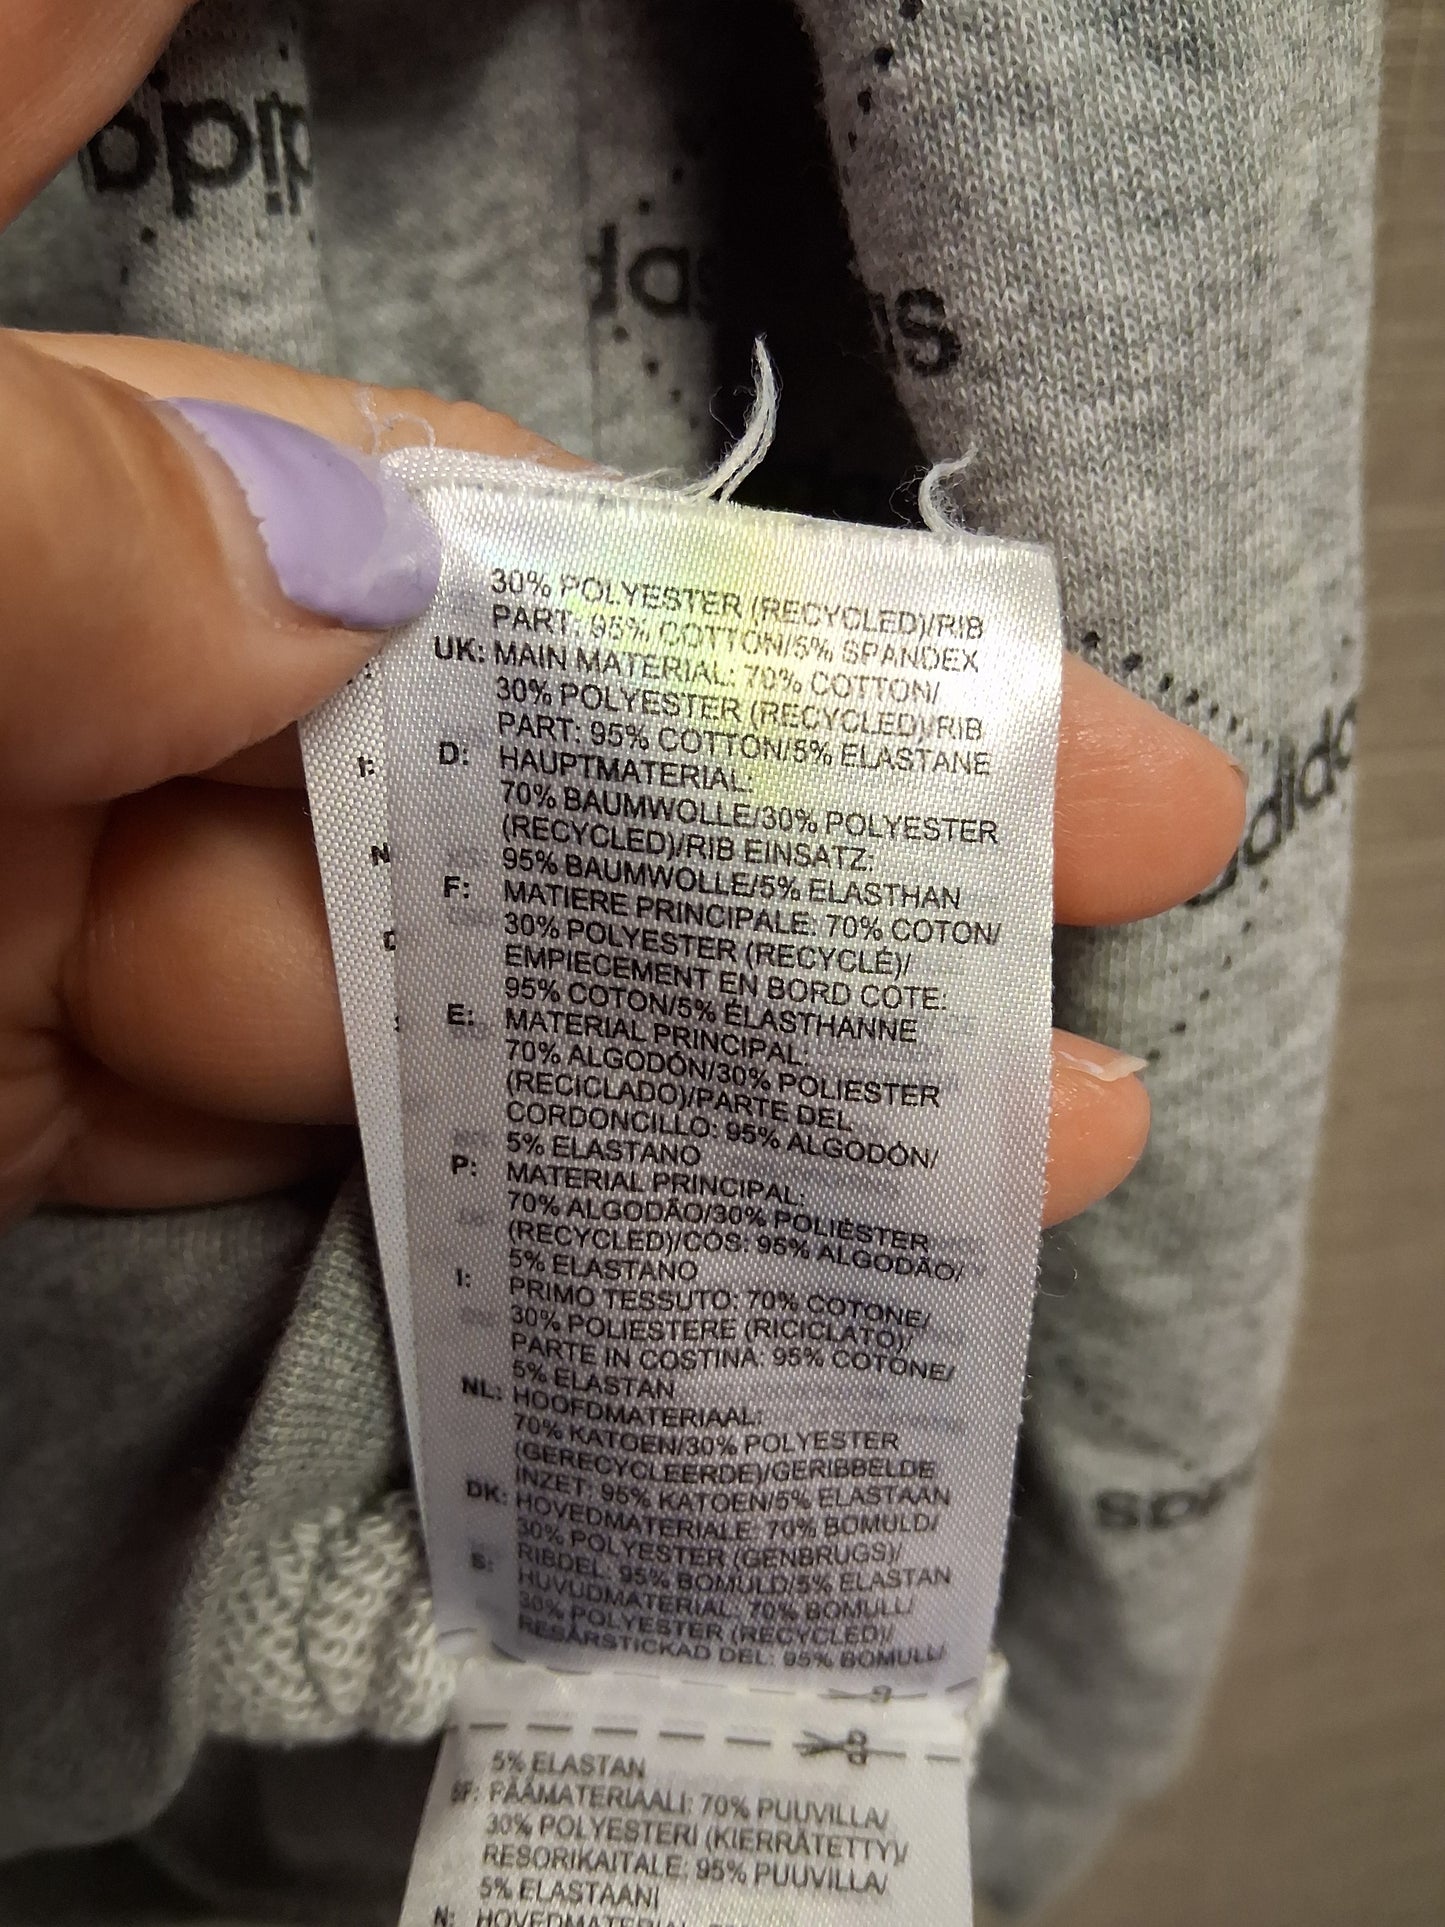 adidas
30% POLYESTER (RECYCLED)/RIB
PART: 95% COTTON/5% SPANDEX
UK: MAIN MATERIAL: 70% COTTON/
30% POLYESTER (RECYCLED)/RIB
PART: 95% COTTON/5% ELASTANE
D: HAUPTMATERIAL:
70% BAUMWOLLE/30% POLYESTER
(RECYCLED)/RIB EINSATZ:
95% BAUMWOLLE/5% ELASTHAN
F: MATIERE PRINCIPALE: 70% COTON/
30% POLYESTER (RECYCLÉ)/
EMPIECEMENT EN BORD COTE:
95% COTON/5% ÉLASTHANNE
E: MATERIAL PRINCIPAL:
70% ALGODÓN/30% POLIESTER
(RECICLADO)/PARTE DEL
CORDONCILLO: 95% ALGODÓN/
5% ELASTANO
P: MATERIAL PRINCIPAL:
70% ALGODÃO/30% POLIÉSTER
(RECYCLED)/COS: 95% ALGODÃO/
5% ELASTANO
I: PRIMO TESSUTO: 70% COTONE/
30% POLIESTERE (RICICLATO)/
PARTE IN COSTINA: 95% COTONE/
5% ELASTAN
NL: HOOFDMATERIAAL:
70% KATOEN/30% POLYESTER
(GERECYCLEERDE)/GERIBBELDE
INZET: 95% KATOEN/5% ELASTAAN
DK: HOVEDMATERIALE: 70% BOMULD/
30% POLYESTER (GENBRUGS)/
RIBDEL: 95% BOMULD/5% ELASTAN
S: HUVUDMATERIAL: 70% BOMULL/
30% POLYESTER (RECYCLED)/
RESÅRSTICKAD DEL: 95% BOMULL/
5% ELASTAN
SF: PÄÄMATERIAALI: 70% PUUVILLA/
30% POLYESTERI (KIERRÄTETTY)/
RESORIKAITALE: 95% PUUVILLA/
5% ELASTAANI
N: HOVEDMATERIAL